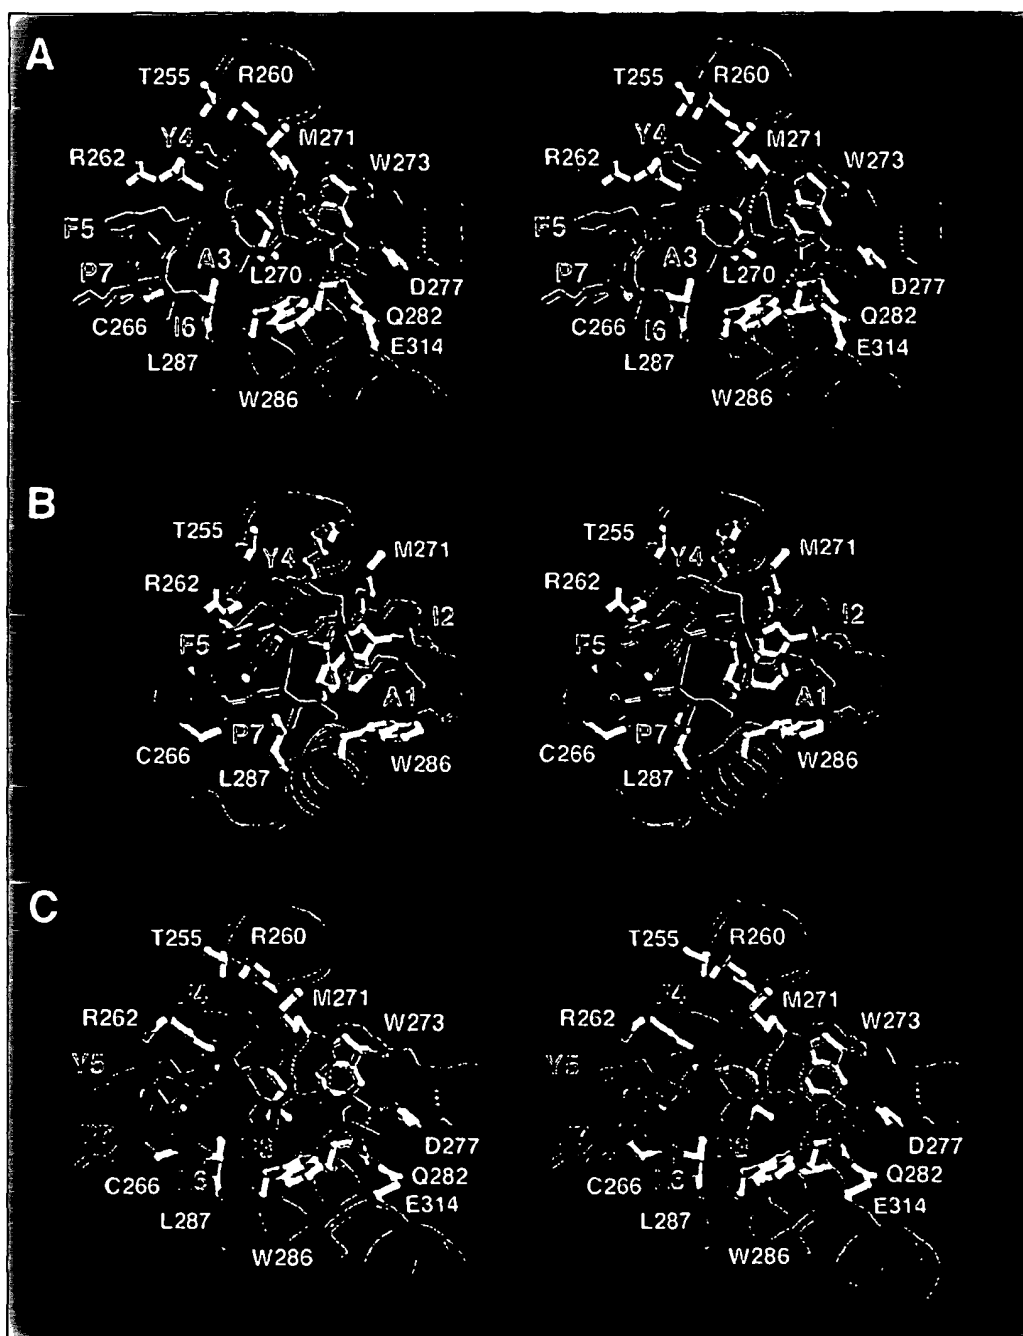 A
T255 R260 T255 R260
Y4 M271 Y4 M271
R262 W273 R262 W273
F5 F5
A3 A3
P7 L270 P7 L270
D277 D277
C266 I6 Q282 C266 I6 Q282
L287 E314 L287 E314
W286 W286
B
T255 T255
Y4 M271 Y4 M271
R262 R262
I2 I2
F5 F5
A1 A1
P7 P7
C266 W286 C266 W286
L287 L287
C
T255 R260 T255 R260
M271 M271
R262 W273 R262 W273
Y5 Y5
D277 D277
C266 Q282 C266 Q282
L287 E314 L287 E314
W286 W286